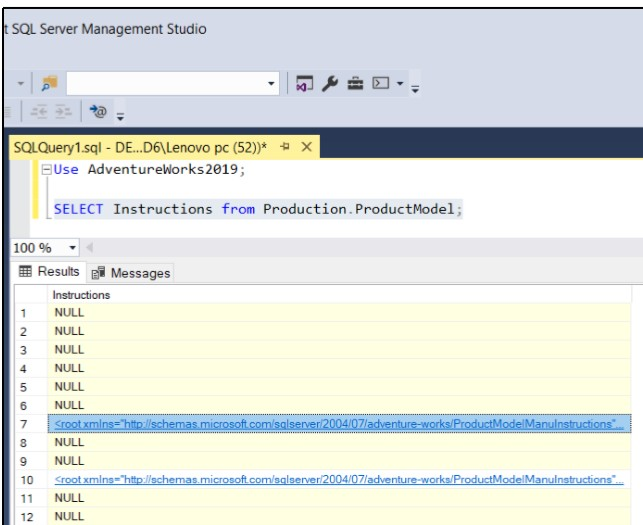 t SQL Server Management Studio
SQLQuery1.sql - DE...D6\Lenovo pc (52))*
Use AdventureWorks2019;
SELECT Instructions from Production.ProductModel;
100 %
Results Messages
Instructions
1 NULL
2 NULL
3 NULL
4 NULL
5 NULL
6 NULL
7 <root xmlns="http://schemas.microsoft.com/sqlserver/2004/07/adventure-works/ProductModelManuInstructions"...
8 NULL
9 NULL
10 <root xmlns="http://schemas.microsoft.com/sqlserver/2004/07/adventure-works/ProductModelManuInstructions"...
11 NULL
12 NULL